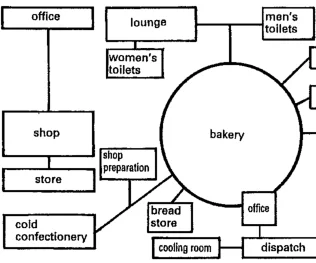 office
lounge
men's
toilets
women's
toilets
shop
bakery
shop
preparation
store
bread
store
office
cold
confectionery
cooling room
dispatch